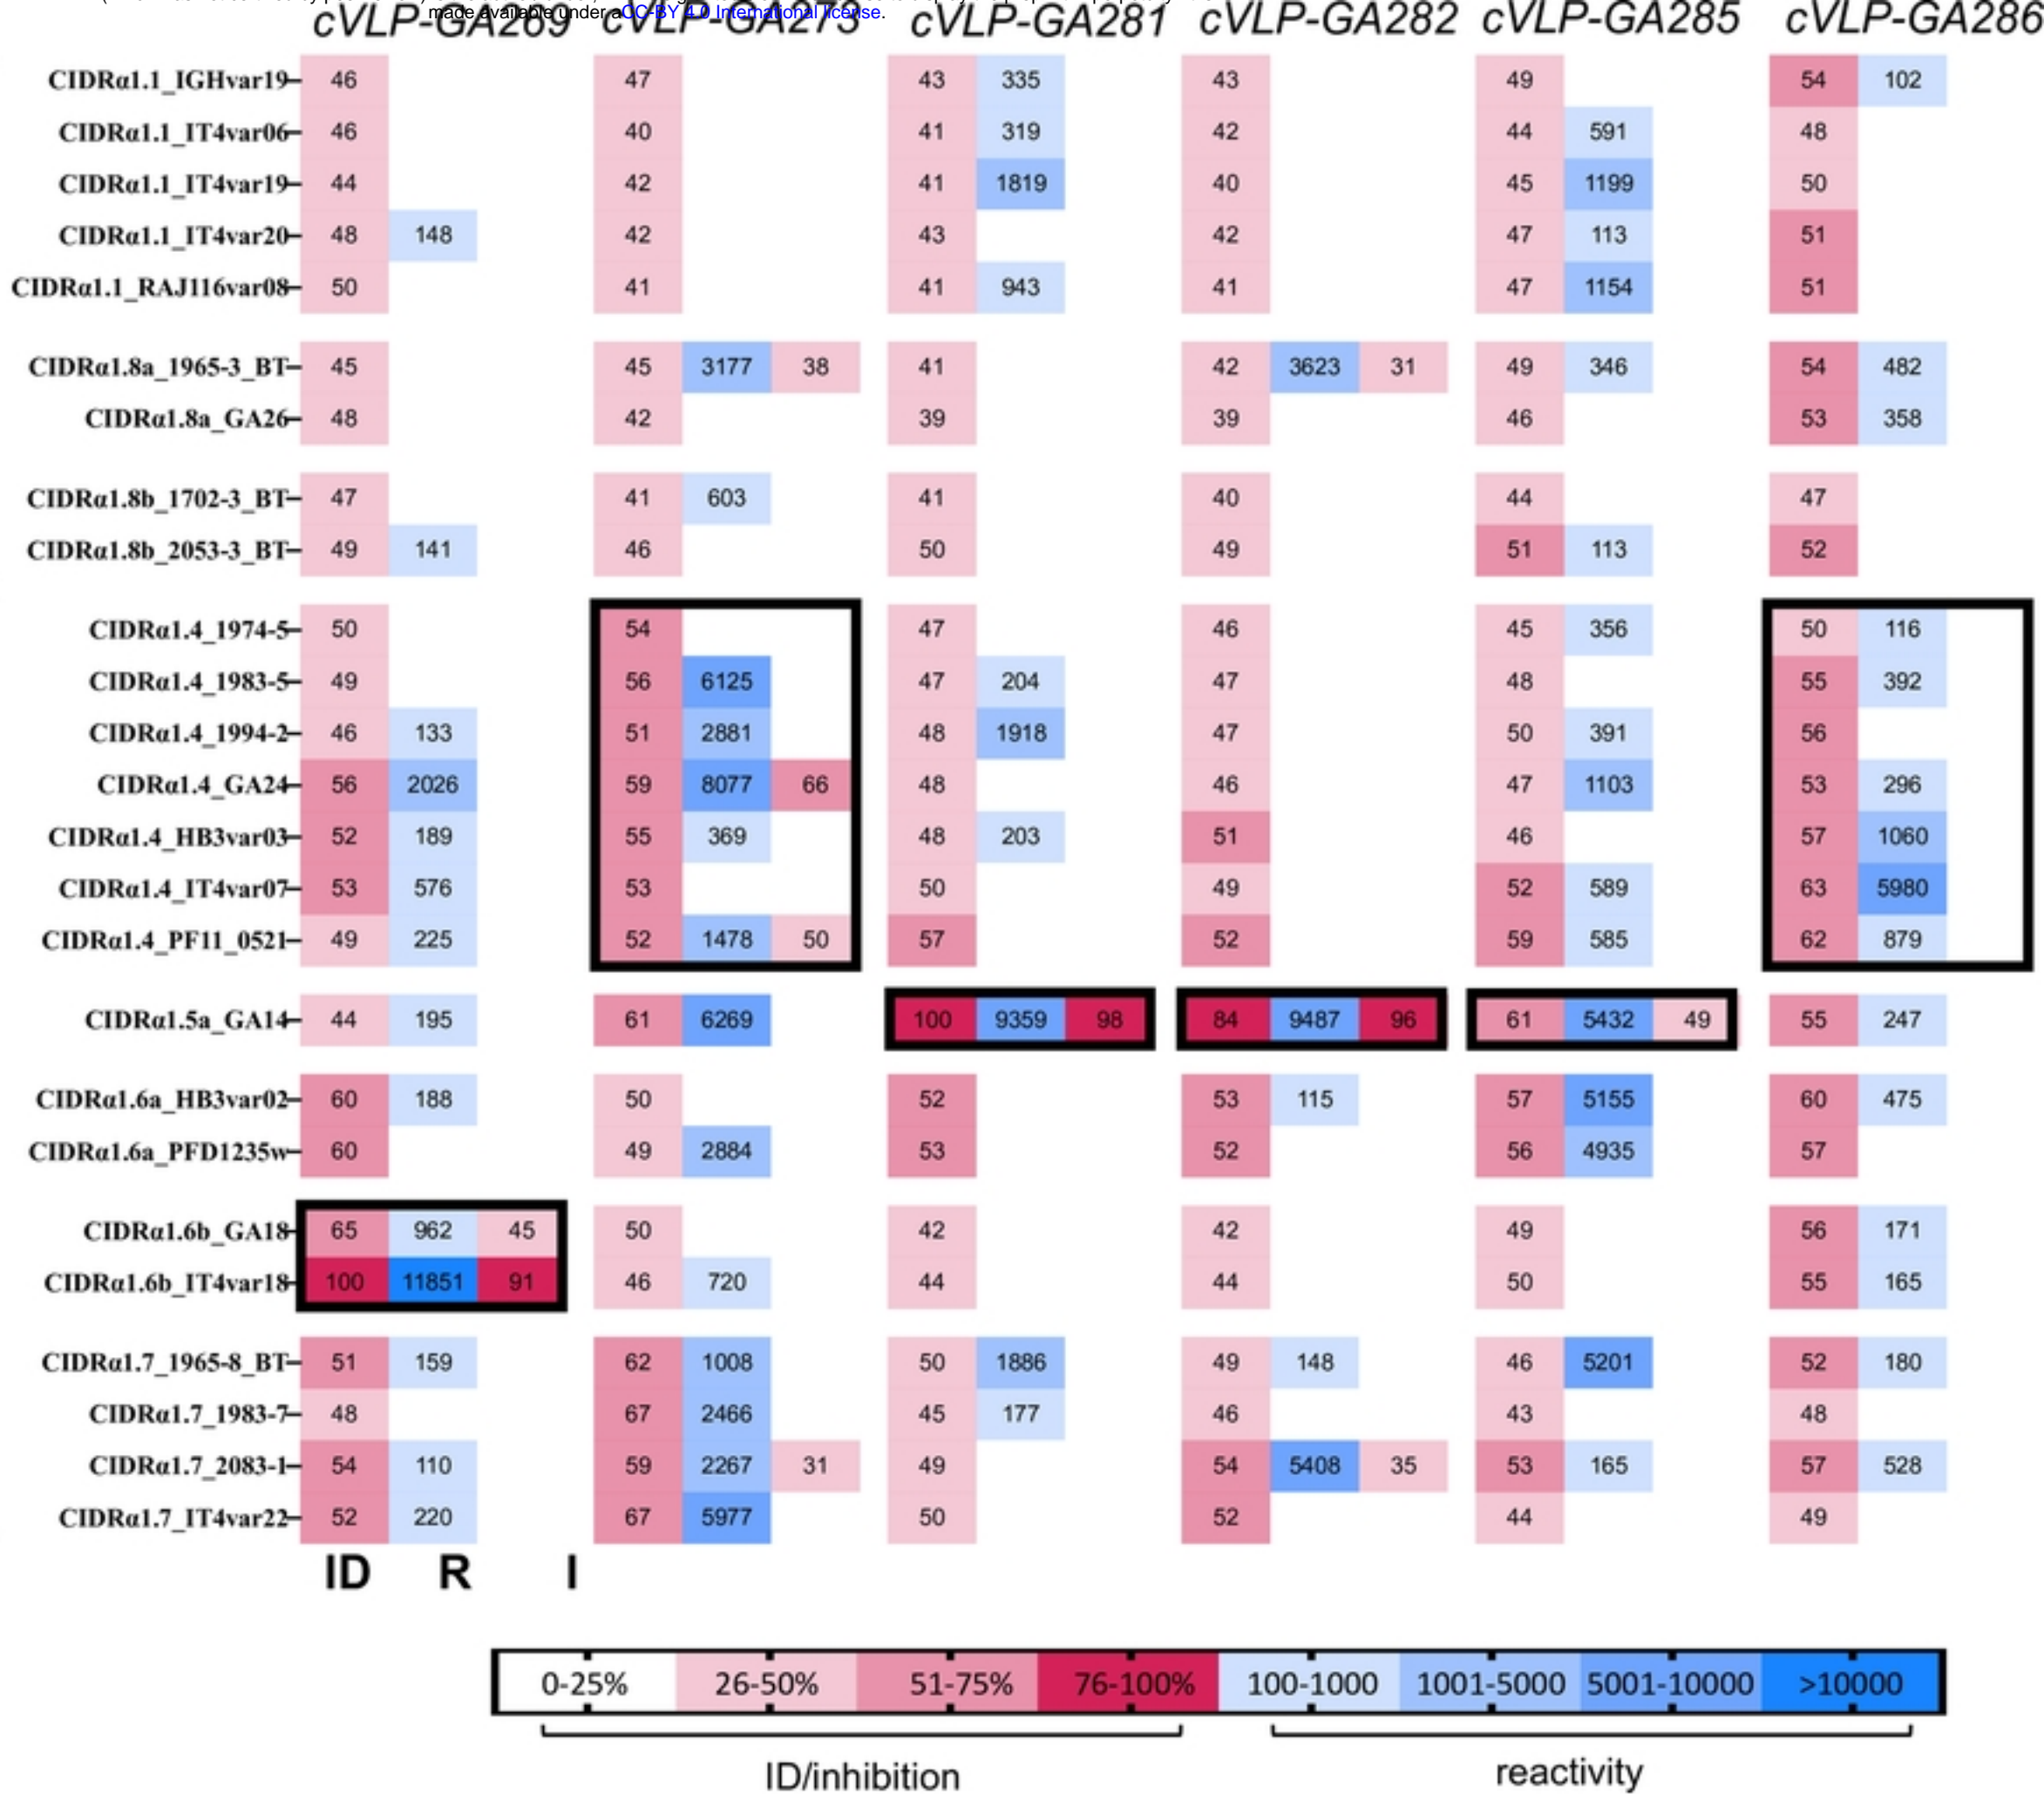 made available under aCC-BY 4.0 International license.
cVLP-GA269 cVLP-GA273 cVLP-GA281 cVLP-GA282 cVLP-GA285 cVLP-GA286
CIDRα1.1_IGHvar19 46 47 43 335 43 49 54 102
CIDRα1.1_IT4var06 46 40 41 319 42 44 591 48
CIDRα1.1_IT4var19 44 42 41 1819 40 45 1199 50
CIDRα1.1_IT4var20 48 148 42 43 42 47 113 51
CIDRα1.1_RAJ116var08 50 41 41 943 41 47 1154 51
CIDRα1.8a_1965-3_BT 45 45 3177 38 41 42 3623 31 49 346 54 482
CIDRα1.8a_GA26 48 42 39 39 46 53 358
CIDRα1.8b_1702-3_BT 47 41 603 41 40 44 47
CIDRα1.8b_2053-3_BT 49 141 46 50 49 51 113 52
CIDRα1.4_1974-5 50 54 47 46 45 356 50 116
CIDRα1.4_1983-5 49 56 6125 47 204 47 48 55 392
CIDRα1.4_1994-2 46 133 51 2881 48 1918 47 50 391 56
CIDRα1.4_GA24 56 2026 59 8077 66 48 46 47 1103 53 296
CIDRα1.4_HB3var03 52 189 55 369 48 203 51 46 57 1060
CIDRα1.4_IT4var07 53 576 53 50 49 52 589 63 5980
CIDRα1.4_PF11_0521 49 225 52 1478 50 57 52 59 585 62 879
CIDRα1.5a_GA14 44 195 61 6269 100 9359 98 84 9487 96 61 5432 49 55 247
CIDRα1.6a_HB3var02 60 188 50 52 53 115 57 5155 60 475
CIDRα1.6a_PFD1235w 60 49 2884 53 52 56 4935 57
CIDRα1.6b_GA18 65 962 45 50 42 42 49 56 171
CIDRα1.6b_IT4var18 100 11851 91 46 720 44 44 50 55 165
CIDRα1.7_1965-8_BT 51 159 62 1008 50 1886 49 148 46 5201 52 180
CIDRα1.7_1983-7 48 67 2466 45 177 46 43 48
CIDRα1.7_2083-1 54 110 59 2267 31 49 54 5408 35 53 165 57 528
CIDRα1.7_IT4var22 52 220 67 5977 50 52 44 49
ID R I
0-25% 26-50% 51-75% 76-100% 100-1000 1001-5000 5001-10000 >10000
ID/inhibition reactivity